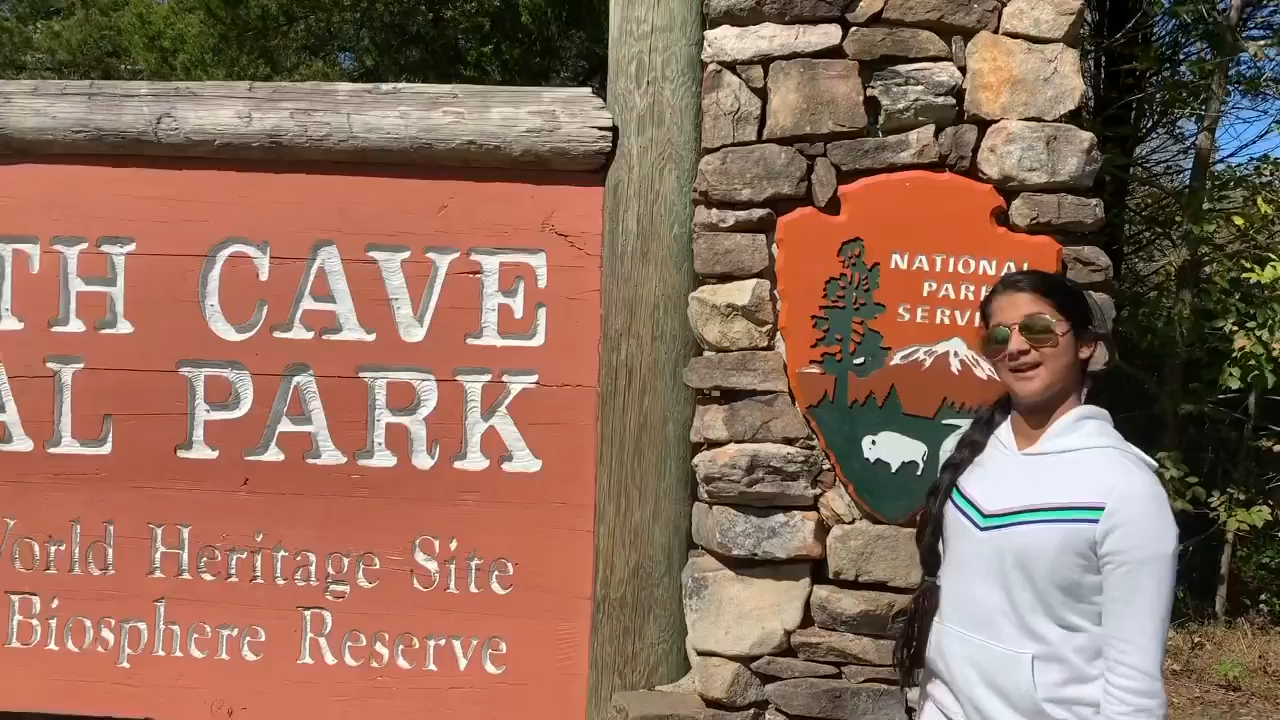 TH CAVE
AL PARK
World Heritage Site
Biosphere Reserve
NATIONAL
PARK
SERVI